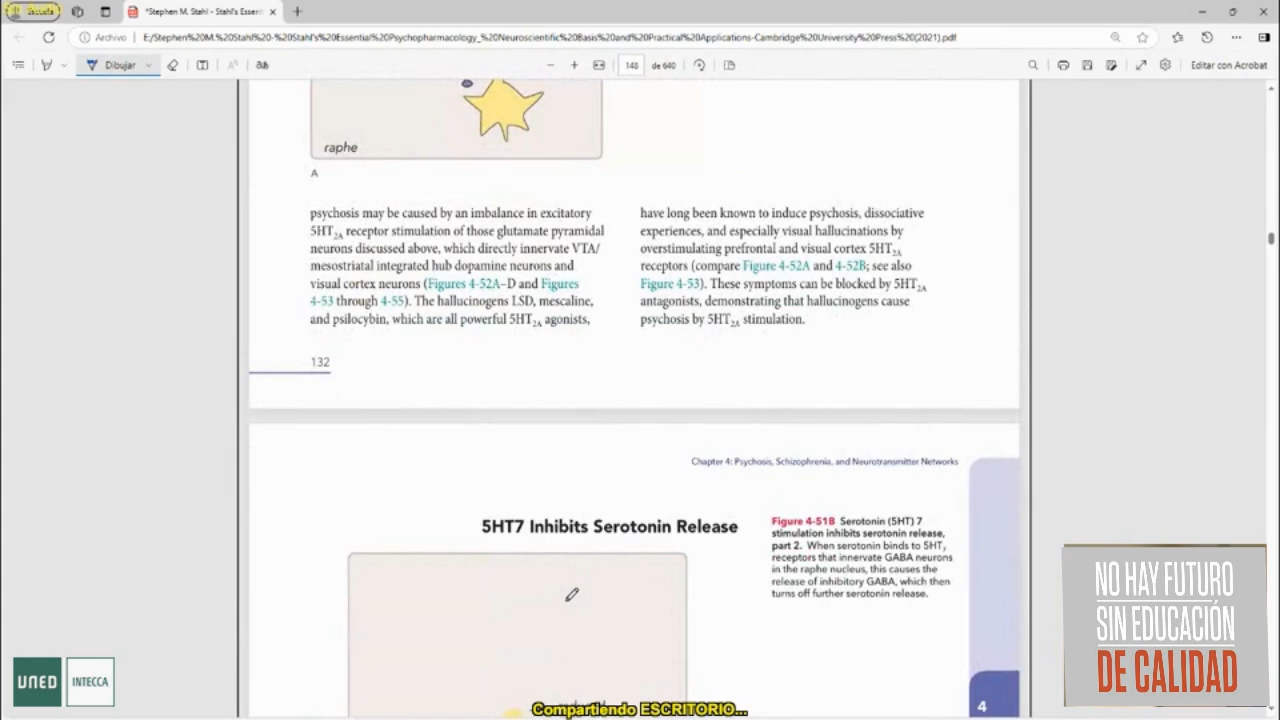 Escuela
*Stephen M. Stahl - Stahl's Essen
Archivo
E:/Stephen%20M.%20Stahl%20-%20Stahl's%20Essential%20Psychopharmacology_%20Neuroscientific%20Basis%20and%20Practical%20Applications-Cambridge%20University%20Press%20(2021).pdf
Dibujar
148 de 640
Editar con Acrobat
raphe
A
psychosis may be caused by an imbalance in excitatory
5HT2A receptor stimulation of those glutamate pyramidal
neurons discussed above, which directly innervate VTA/
mesostriatal integrated hub dopamine neurons and
visual cortex neurons (Figures 4-52A–D and Figures
4-53 through 4-55). The hallucinogens LSD, mescaline,
and psilocybin, which are all powerful 5HT2A agonists,
have long been known to induce psychosis, dissociative
experiences, and especially visual hallucinations by
overstimulating prefrontal and visual cortex 5HT2A
receptors (compare Figure 4-52A and 4-52B; see also
Figure 4-53). These symptoms can be blocked by 5HT2A
antagonists, demonstrating that hallucinogens cause
psychosis by 5HT2A stimulation.
132
Chapter 4: Psychosis, Schizophrenia, and Neurotransmitter Networks
5HT7 Inhibits Serotonin Release
Figure 4-51B Serotonin (5HT) 7
stimulation inhibits serotonin release,
part 2. When serotonin binds to 5HT7
receptors that innervate GABA neurons
in the raphe nucleus, this causes the
release of inhibitory GABA, which then
turns off further serotonin release.
4
NO HAY FUTURO
SIN EDUCACIÓN
DE CALIDAD
UNED
INTECCA
Compartiendo ESCRITORIO...